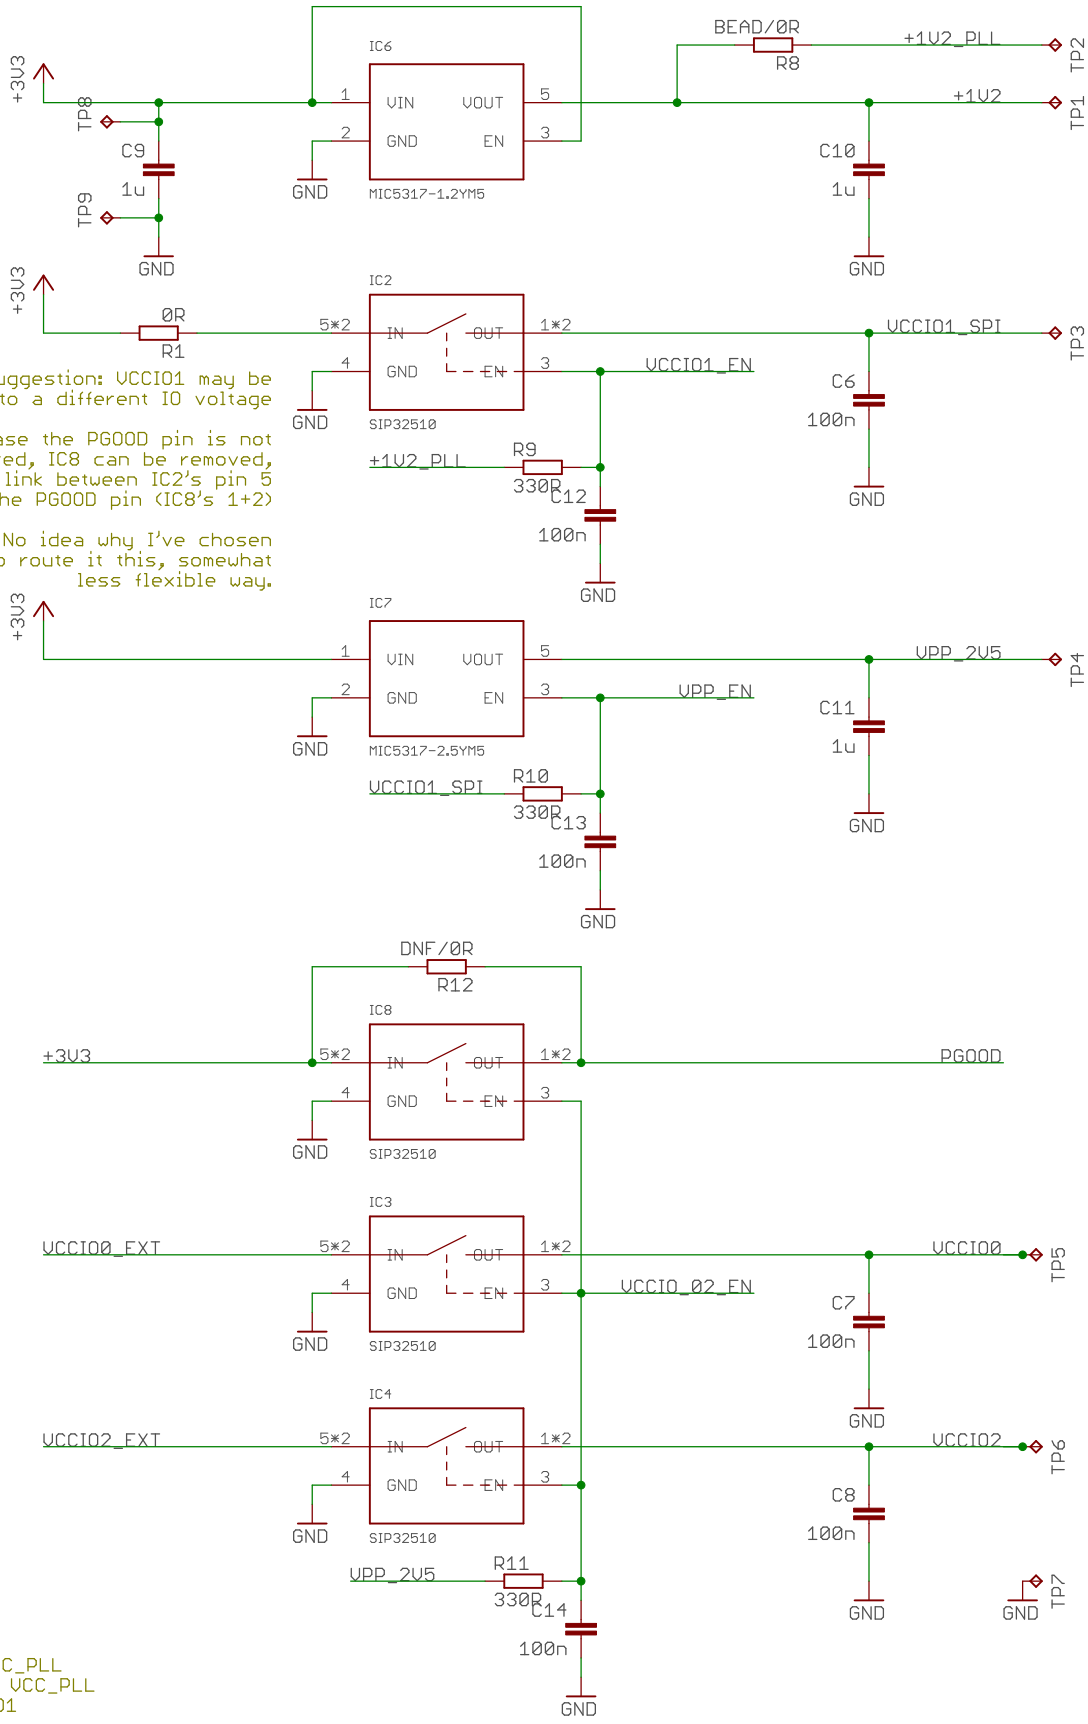 BEAD/0R
+1V2_PLL
R8
TP2
IC6
+3V3
1
VIN
VOUT
5
+1V2
TP1
TP8
2
GND
EN
3
C9
1u
C10
1u
GND
MIC5317-1.2YM5
TP9
GND
GND
+3V3
IC2
0R
R1
5*2
IN
OUT
1*2
VCCIO1_SPI
TP3
4
GND
EN
3
VCCIO1_EN
uggestion: VCCIO1 may be
to a different IO voltage
GND
C6
100n
SIP32510
ase the PGOOD pin is not
ed, IC8 can be removed,
link between IC2's pin 5
he PGOOD pin (IC8's 1+2)
+1V2_PLL
R9
330R
C12
100n
GND
No idea why I've chosen
o route it this, somewhat
less flexible way.
GND
+3V3
IC7
1
VIN
VOUT
5
VPP_2V5
TP4
2
GND
EN
3
VPP_EN
C11
1u
GND
MIC5317-2.5YM5
VCCIO1_SPI
R10
330R
C13
100n
GND
GND
DNF/0R
R12
IC8
+3V3
5*2
IN
OUT
1*2
PGOOD
4
GND
EN
3
GND
SIP32510
IC3
VCCIO0_EXT
5*2
IN
OUT
1*2
VCCIO0
TP5
4
GND
EN
3
VCCIO_02_EN
C7
100n
GND
SIP32510
GND
IC4
VCCIO2_EXT
5*2
IN
OUT
1*2
VCCIO2
TP6
4
GND
EN
3
C8
100n
GND
SIP32510
VPP_2V5
R11
330R
C14
100n
GND
GND
TP7
GND
C_PLL
VCC_PLL
O1